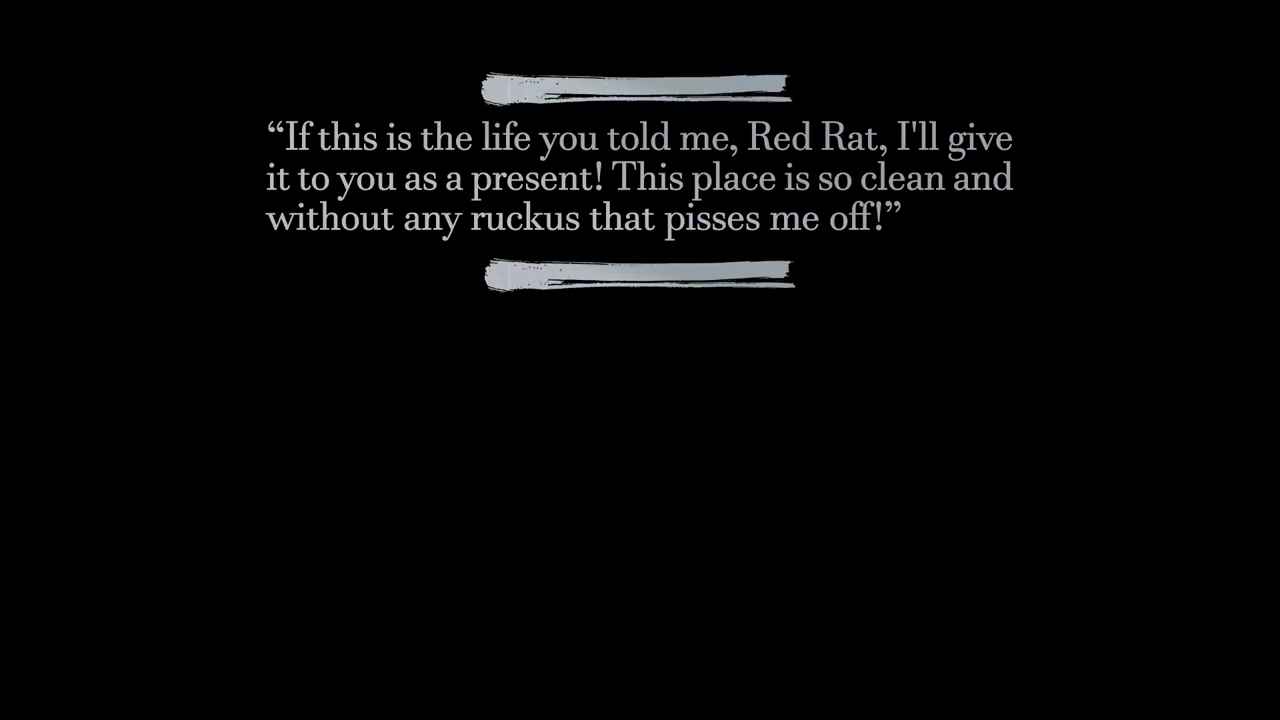 “If this is the life you told me, Red Rat, I'll give
it to you as a present! This place is so clean and
without any ruckus that pisses me off!”